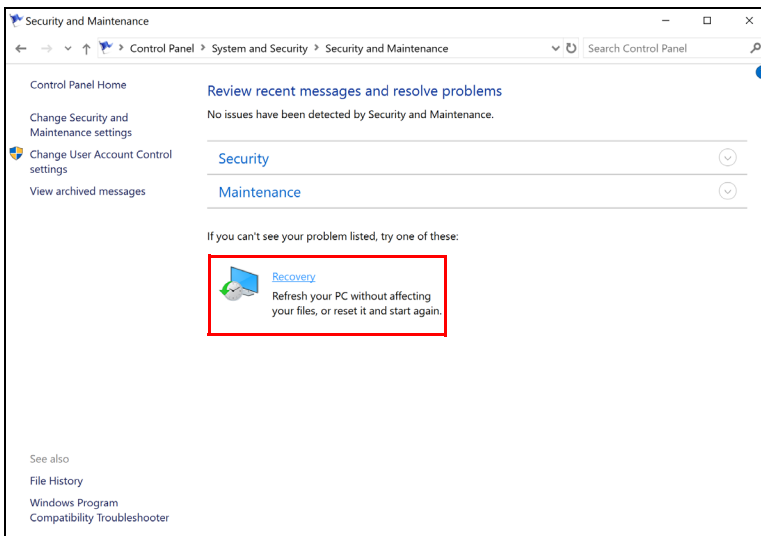 Security and Maintenance
Control Panel > System and Security > Security and Maintenance
Search Control Panel
Control Panel Home
Change Security and
Maintenance settings
Change User Account Control
settings
View archived messages
Review recent messages and resolve problems
No issues have been detected by Security and Maintenance.
Security
Maintenance
If you can't see your problem listed, try one of these:
Recovery
Refresh your PC without affecting
your files, or reset it and start again.
See also
File History
Windows Program
Compatibility Troubleshooter